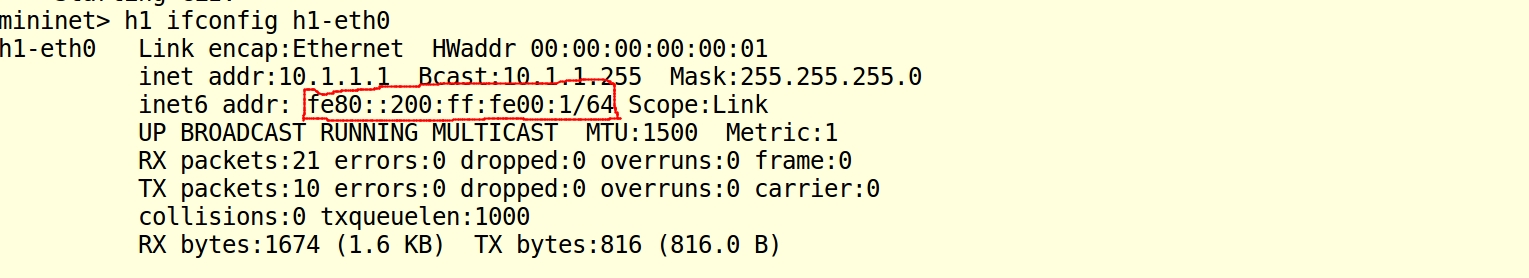 mininet> h1 ifconfig h1-eth0
h1-eth0   Link encap:Ethernet  HWaddr 00:00:00:00:00:01
          inet addr:10.1.1.1  Bcast:10.1.1.255  Mask:255.255.255.0
          inet6 addr: fe80::200:ff:fe00:1/64 Scope:Link
          UP BROADCAST RUNNING MULTICAST  MTU:1500  Metric:1
          RX packets:21 errors:0 dropped:0 overruns:0 frame:0
          TX packets:10 errors:0 dropped:0 overruns:0 carrier:0
          collisions:0 txqueuelen:1000
          RX bytes:1674 (1.6 KB)  TX bytes:816 (816.0 B)